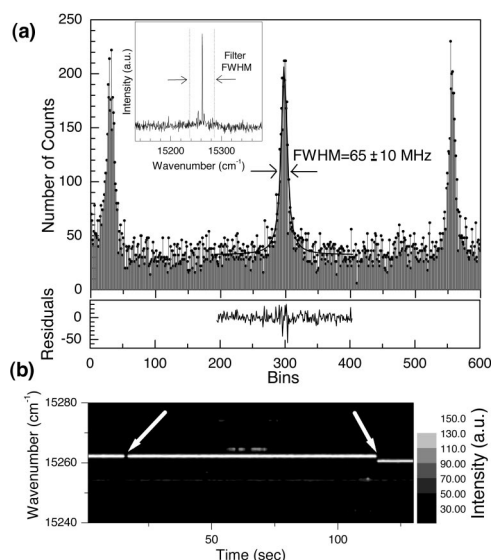 (a)
250
200
150
100
50
0
Number of Counts
Intensity (a.u.)
Filter
FWHM
15200 15300
Wavenumber (cm⁻¹)
FWHM=65 ±10 MHz
Residuals
0
-50
0 100 200 300 400 500 600
Bins
(b)
Wavenumber (cm⁻¹)
15280
15260
15240
50 100
Time (sec)
150.0
130.0
110.0
90.00
70.00
50.00
30.00
Intensity (a.u.)